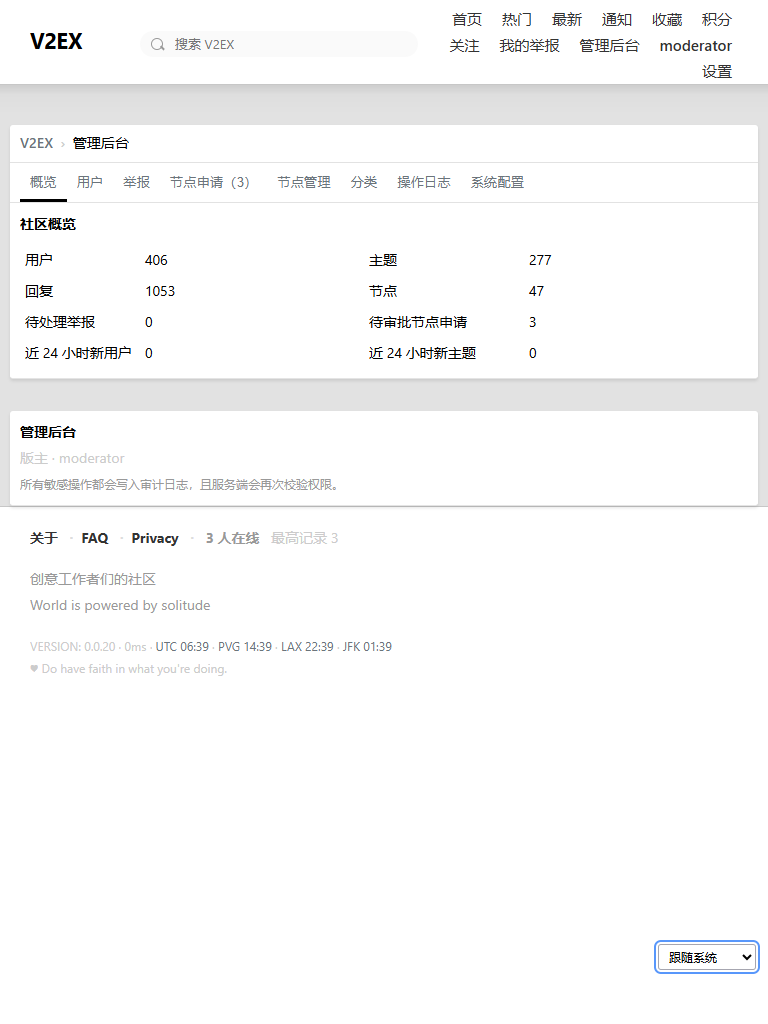 V2EX
搜索 V2EX
首页 热门 最新 通知 收藏 积分
关注 我的举报 管理后台 moderator
设置
V2EX › 管理后台
概览 用户 举报 节点申请（3） 节点管理 分类 操作日志 系统配置
社区概览
用户 406 主题 277
回复 1053 节点 47
待处理举报 0 待审批节点申请 3
近 24 小时新用户 0 近 24 小时新主题 0
管理后台
版主 · moderator
所有敏感操作都会写入审计日志，且服务端会再次校验权限。
关于 · FAQ · Privacy · 3 人在线 最高记录 3
创意工作者们的社区
World is powered by solitude
VERSION: 0.0.20 · 0ms · UTC 06:39 · PVG 14:39 · LAX 22:39 · JFK 01:39
♥ Do have faith in what you're doing.
跟随系统